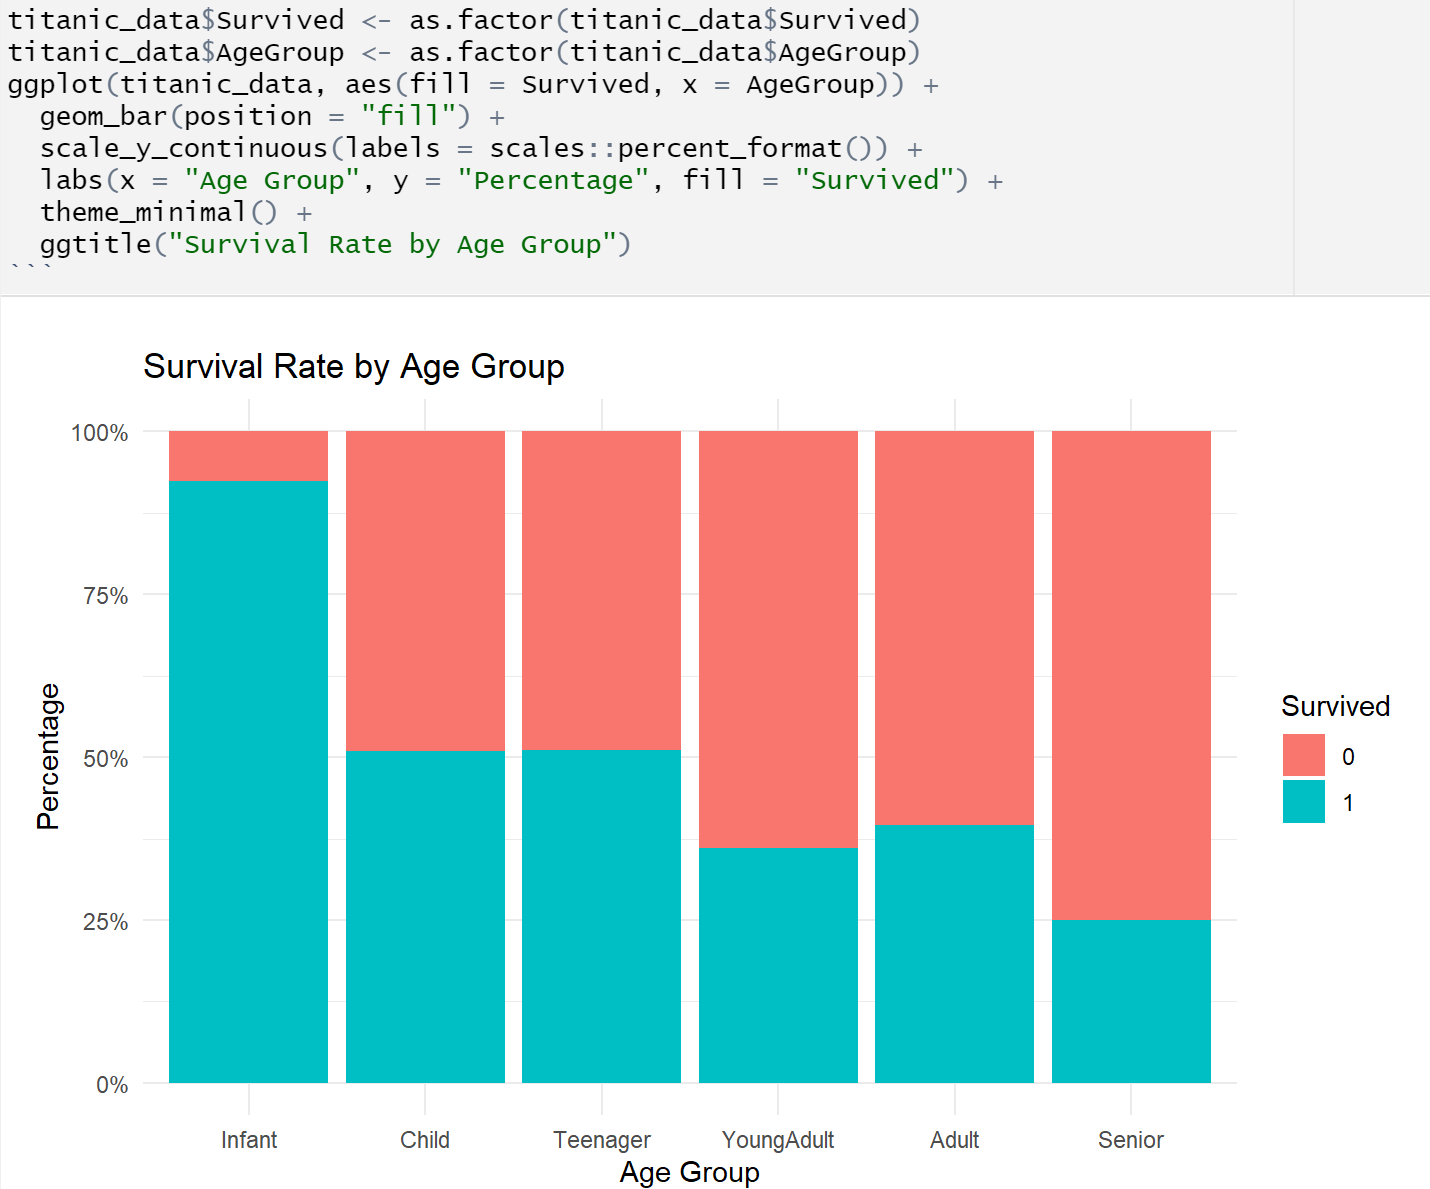 titanic_data$Survived <- as.factor(titanic_data$Survived)
titanic_data$AgeGroup <- as.factor(titanic_data$AgeGroup)
ggplot(titanic_data, aes(fill = Survived, x = AgeGroup)) +
  geom_bar(position = "fill") +
  scale_y_continuous(labels = scales::percent_format()) +
  labs(x = "Age Group", y = "Percentage", fill = "Survived") +
  theme_minimal() +
  ggtitle("Survival Rate by Age Group")
```
Survival Rate by Age Group
100%
75%
50%
25%
0%
Percentage
Infant Child Teenager YoungAdult Adult Senior
Age Group
Survived
0
1